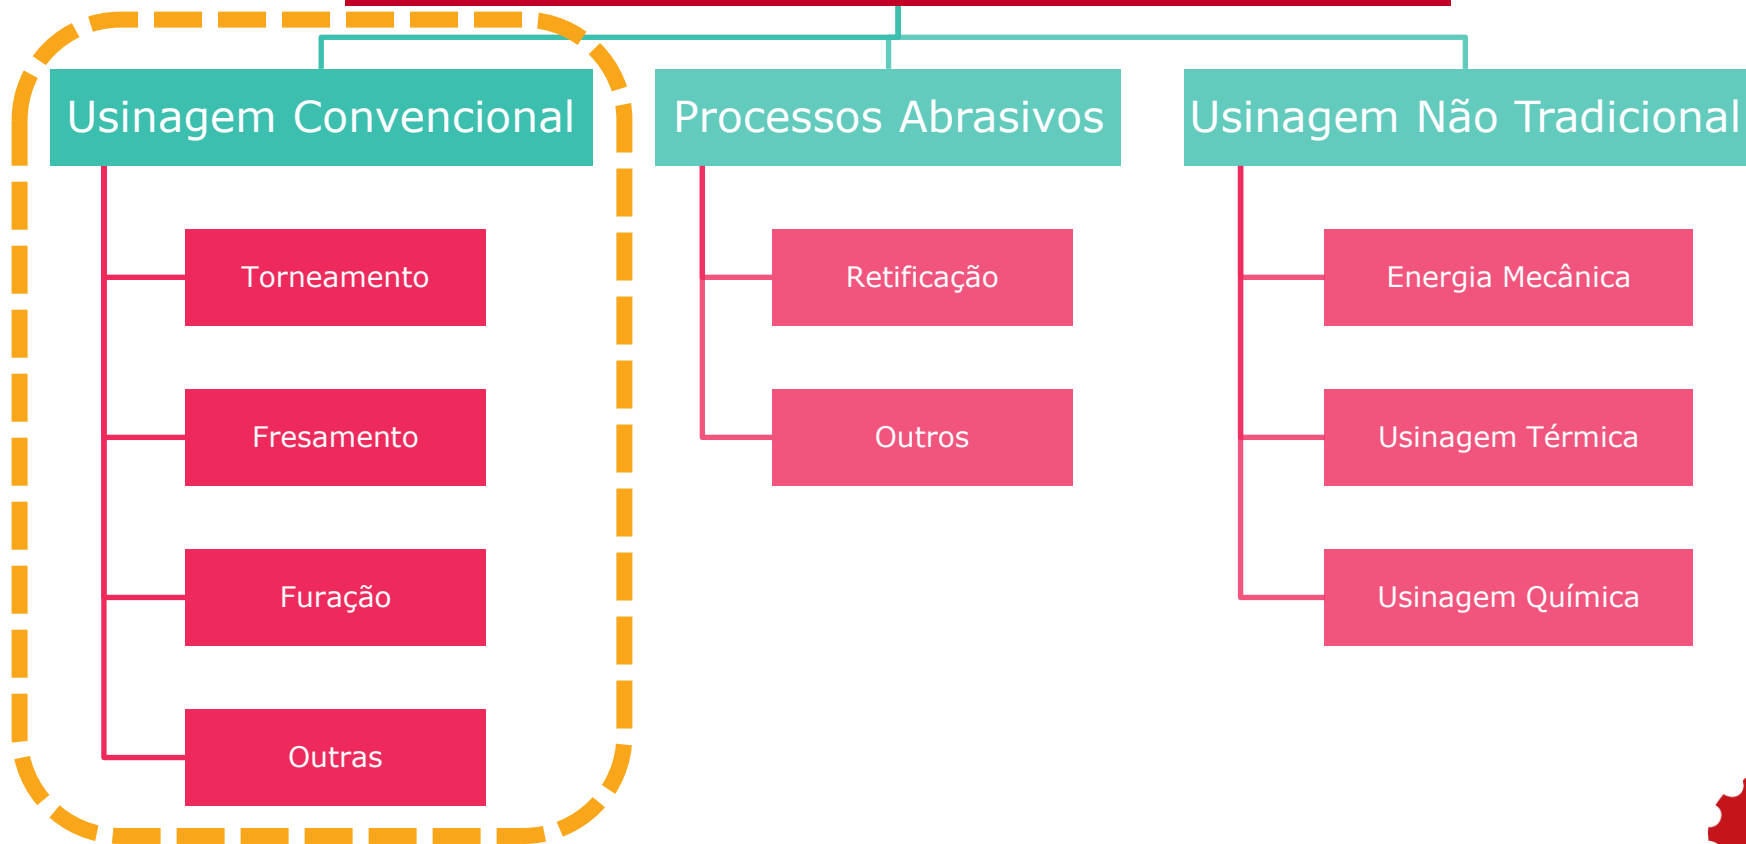 Usinagem Convencional
Torneamento
Fresamento
Furação
Outras
Processos Abrasivos
Retificação
Outros
Usinagem Não Tradicional
Energia Mecânica
Usinagem Térmica
Usinagem Química